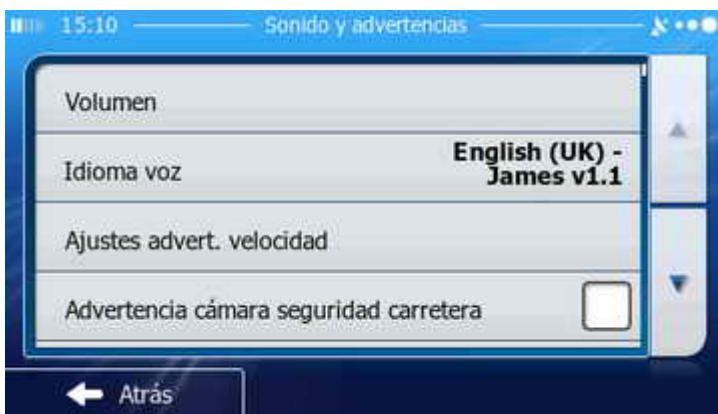 15:10
Sonido y advertencias
Volumen
Idioma voz
English (UK) -
James v1.1
Ajustes advert. velocidad
Advertencia cámara seguridad carretera
Atrás